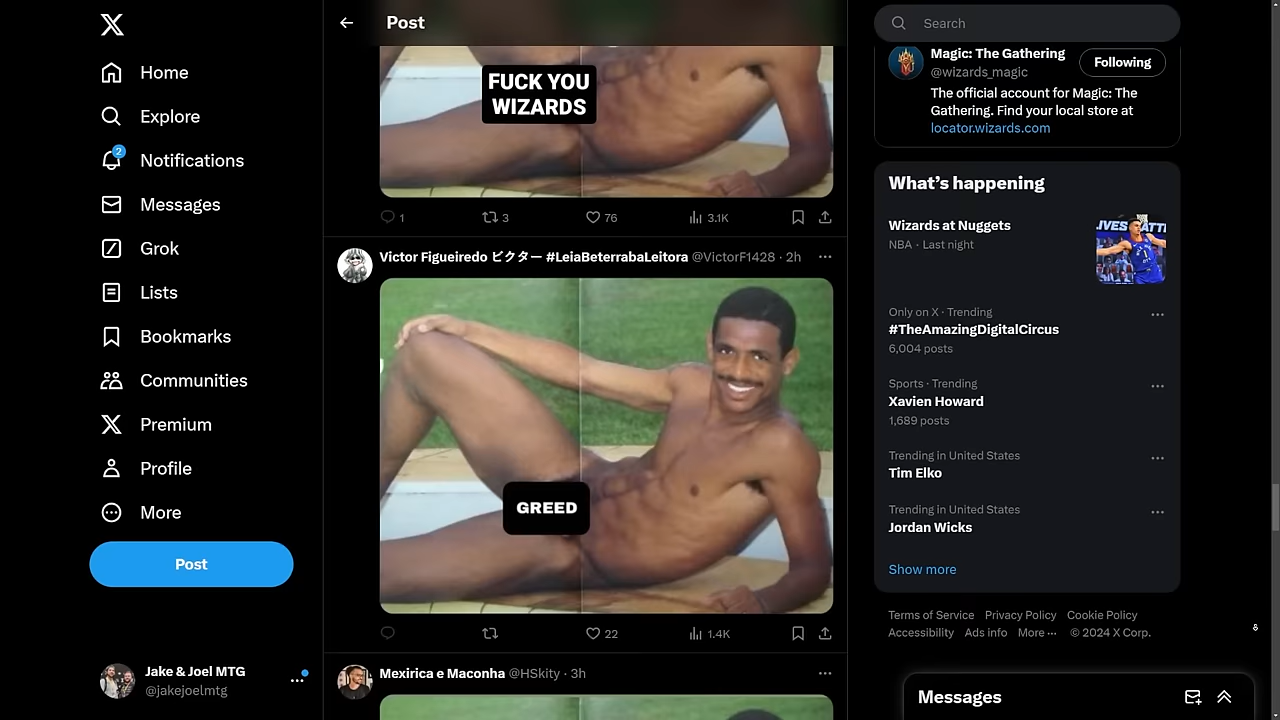 Home
Explore
2
Notifications
Messages
Grok
Lists
Bookmarks
Communities
Premium
Profile
More
Post
Jake & Joel MTG
@jakejoelmtg
Post
FUCK YOU
WIZARDS
1
3
76
3.1K
Victor Figueiredo ビクター #LeiaBeterrabaLeitora @VictorF1428 · 2h
GREED
22
1.4K
Mexirica e Maconha @HSkity · 3h
Search
Magic: The Gathering
Following
@wizards_magic
The official account for Magic: The
Gathering. Find your local store at
locator.wizards.com
What's happening
Wizards at Nuggets
NBA · Last night
Only on X · Trending
#TheAmazingDigitalCircus
6,004 posts
Sports · Trending
Xavien Howard
1,689 posts
Trending in United States
Tim Elko
Trending in United States
Jordan Wicks
Show more
Terms of Service Privacy Policy Cookie Policy
Accessibility Ads info More ··· © 2024 X Corp.
Messages